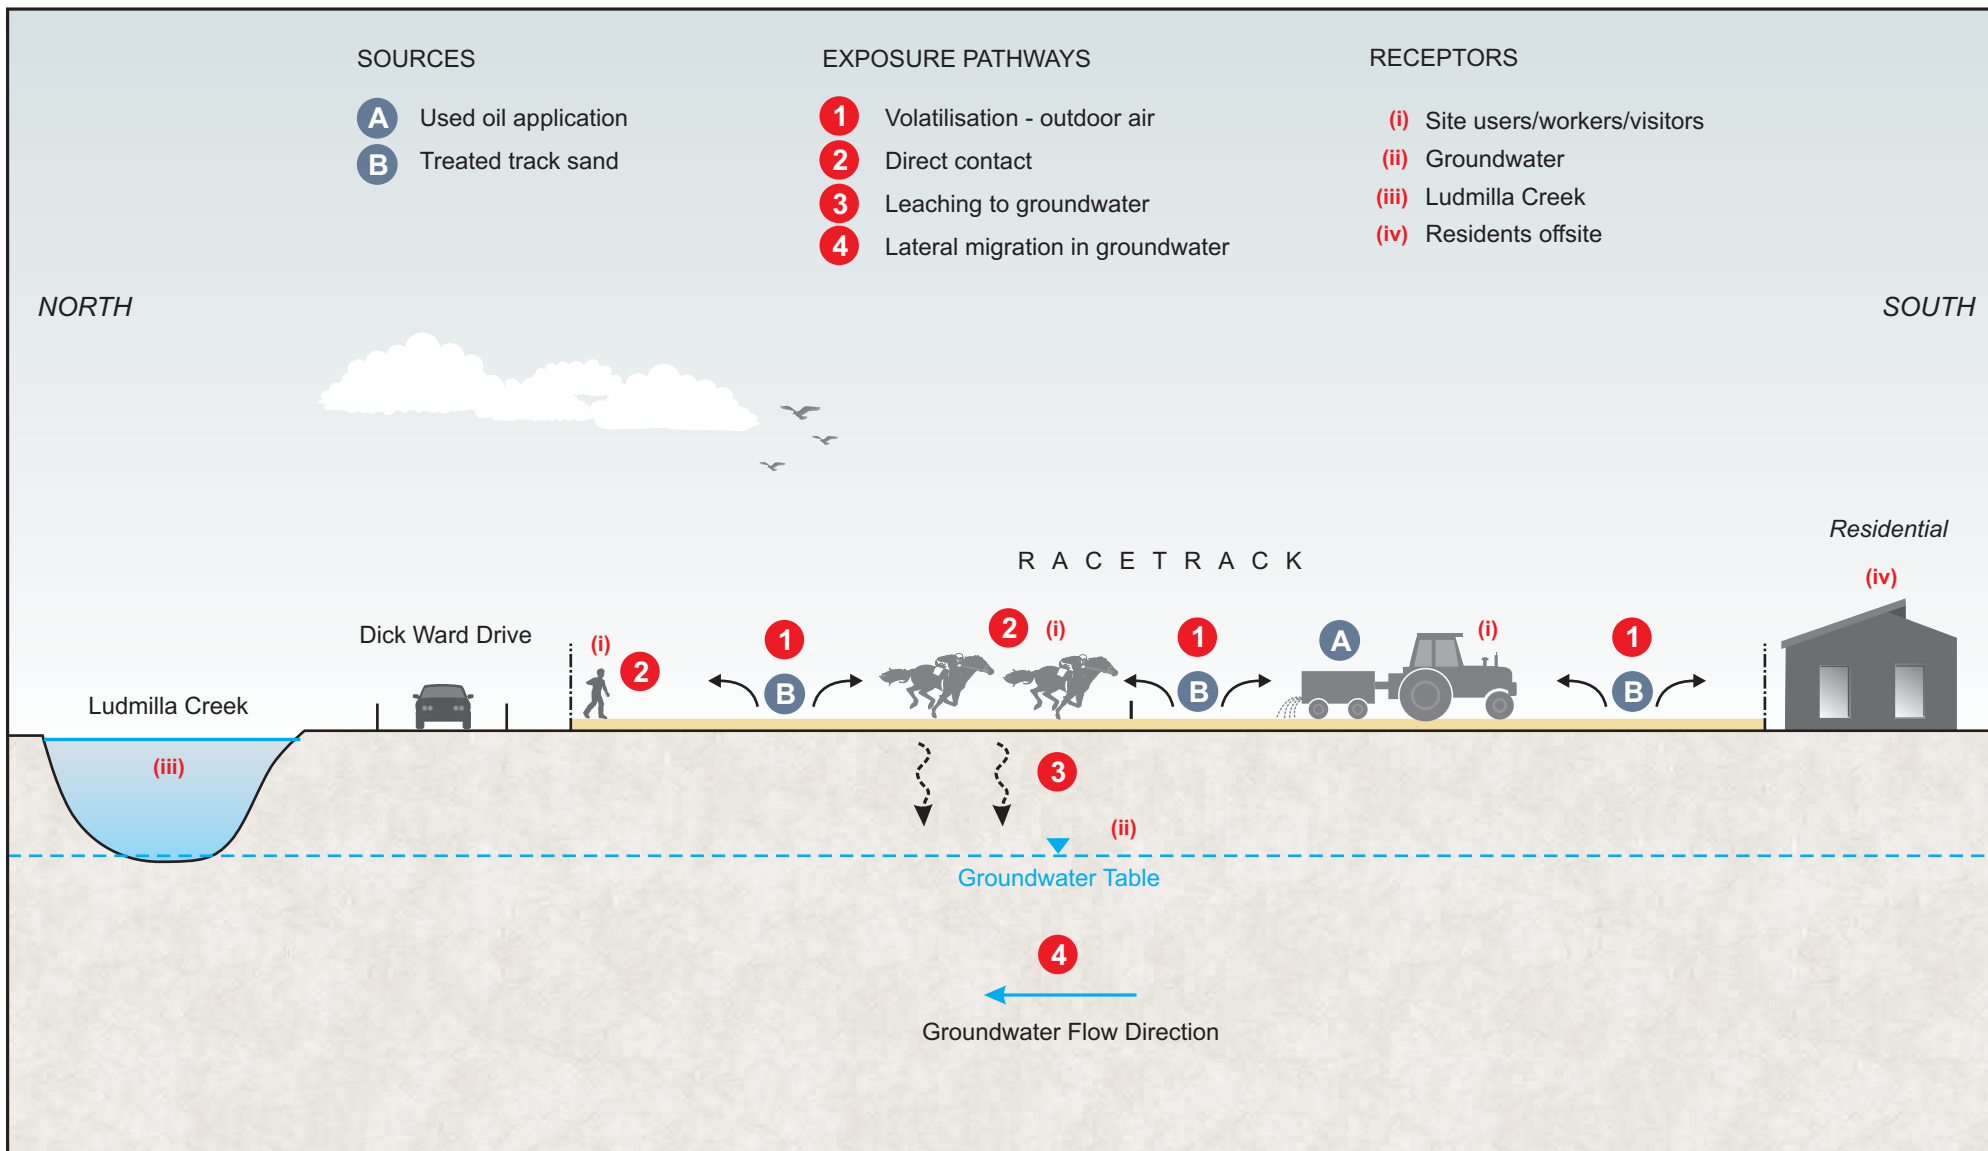 SOURCES
A Used oil application
B Treated track sand
EXPOSURE PATHWAYS
1 Volatilisation - outdoor air
2 Direct contact
3 Leaching to groundwater
4 Lateral migration in groundwater
RECEPTORS
(i) Site users/workers/visitors
(ii) Groundwater
(iii) Ludmilla Creek
(iv) Residents offsite
NORTH
SOUTH
Residential
(iv)
RACETRACK
Dick Ward Drive
(i)
2
1
B
2
(i)
1
B
A
(i)
1
B
Ludmilla Creek
(iii)
3
(ii)
Groundwater Table
4
Groundwater Flow Direction